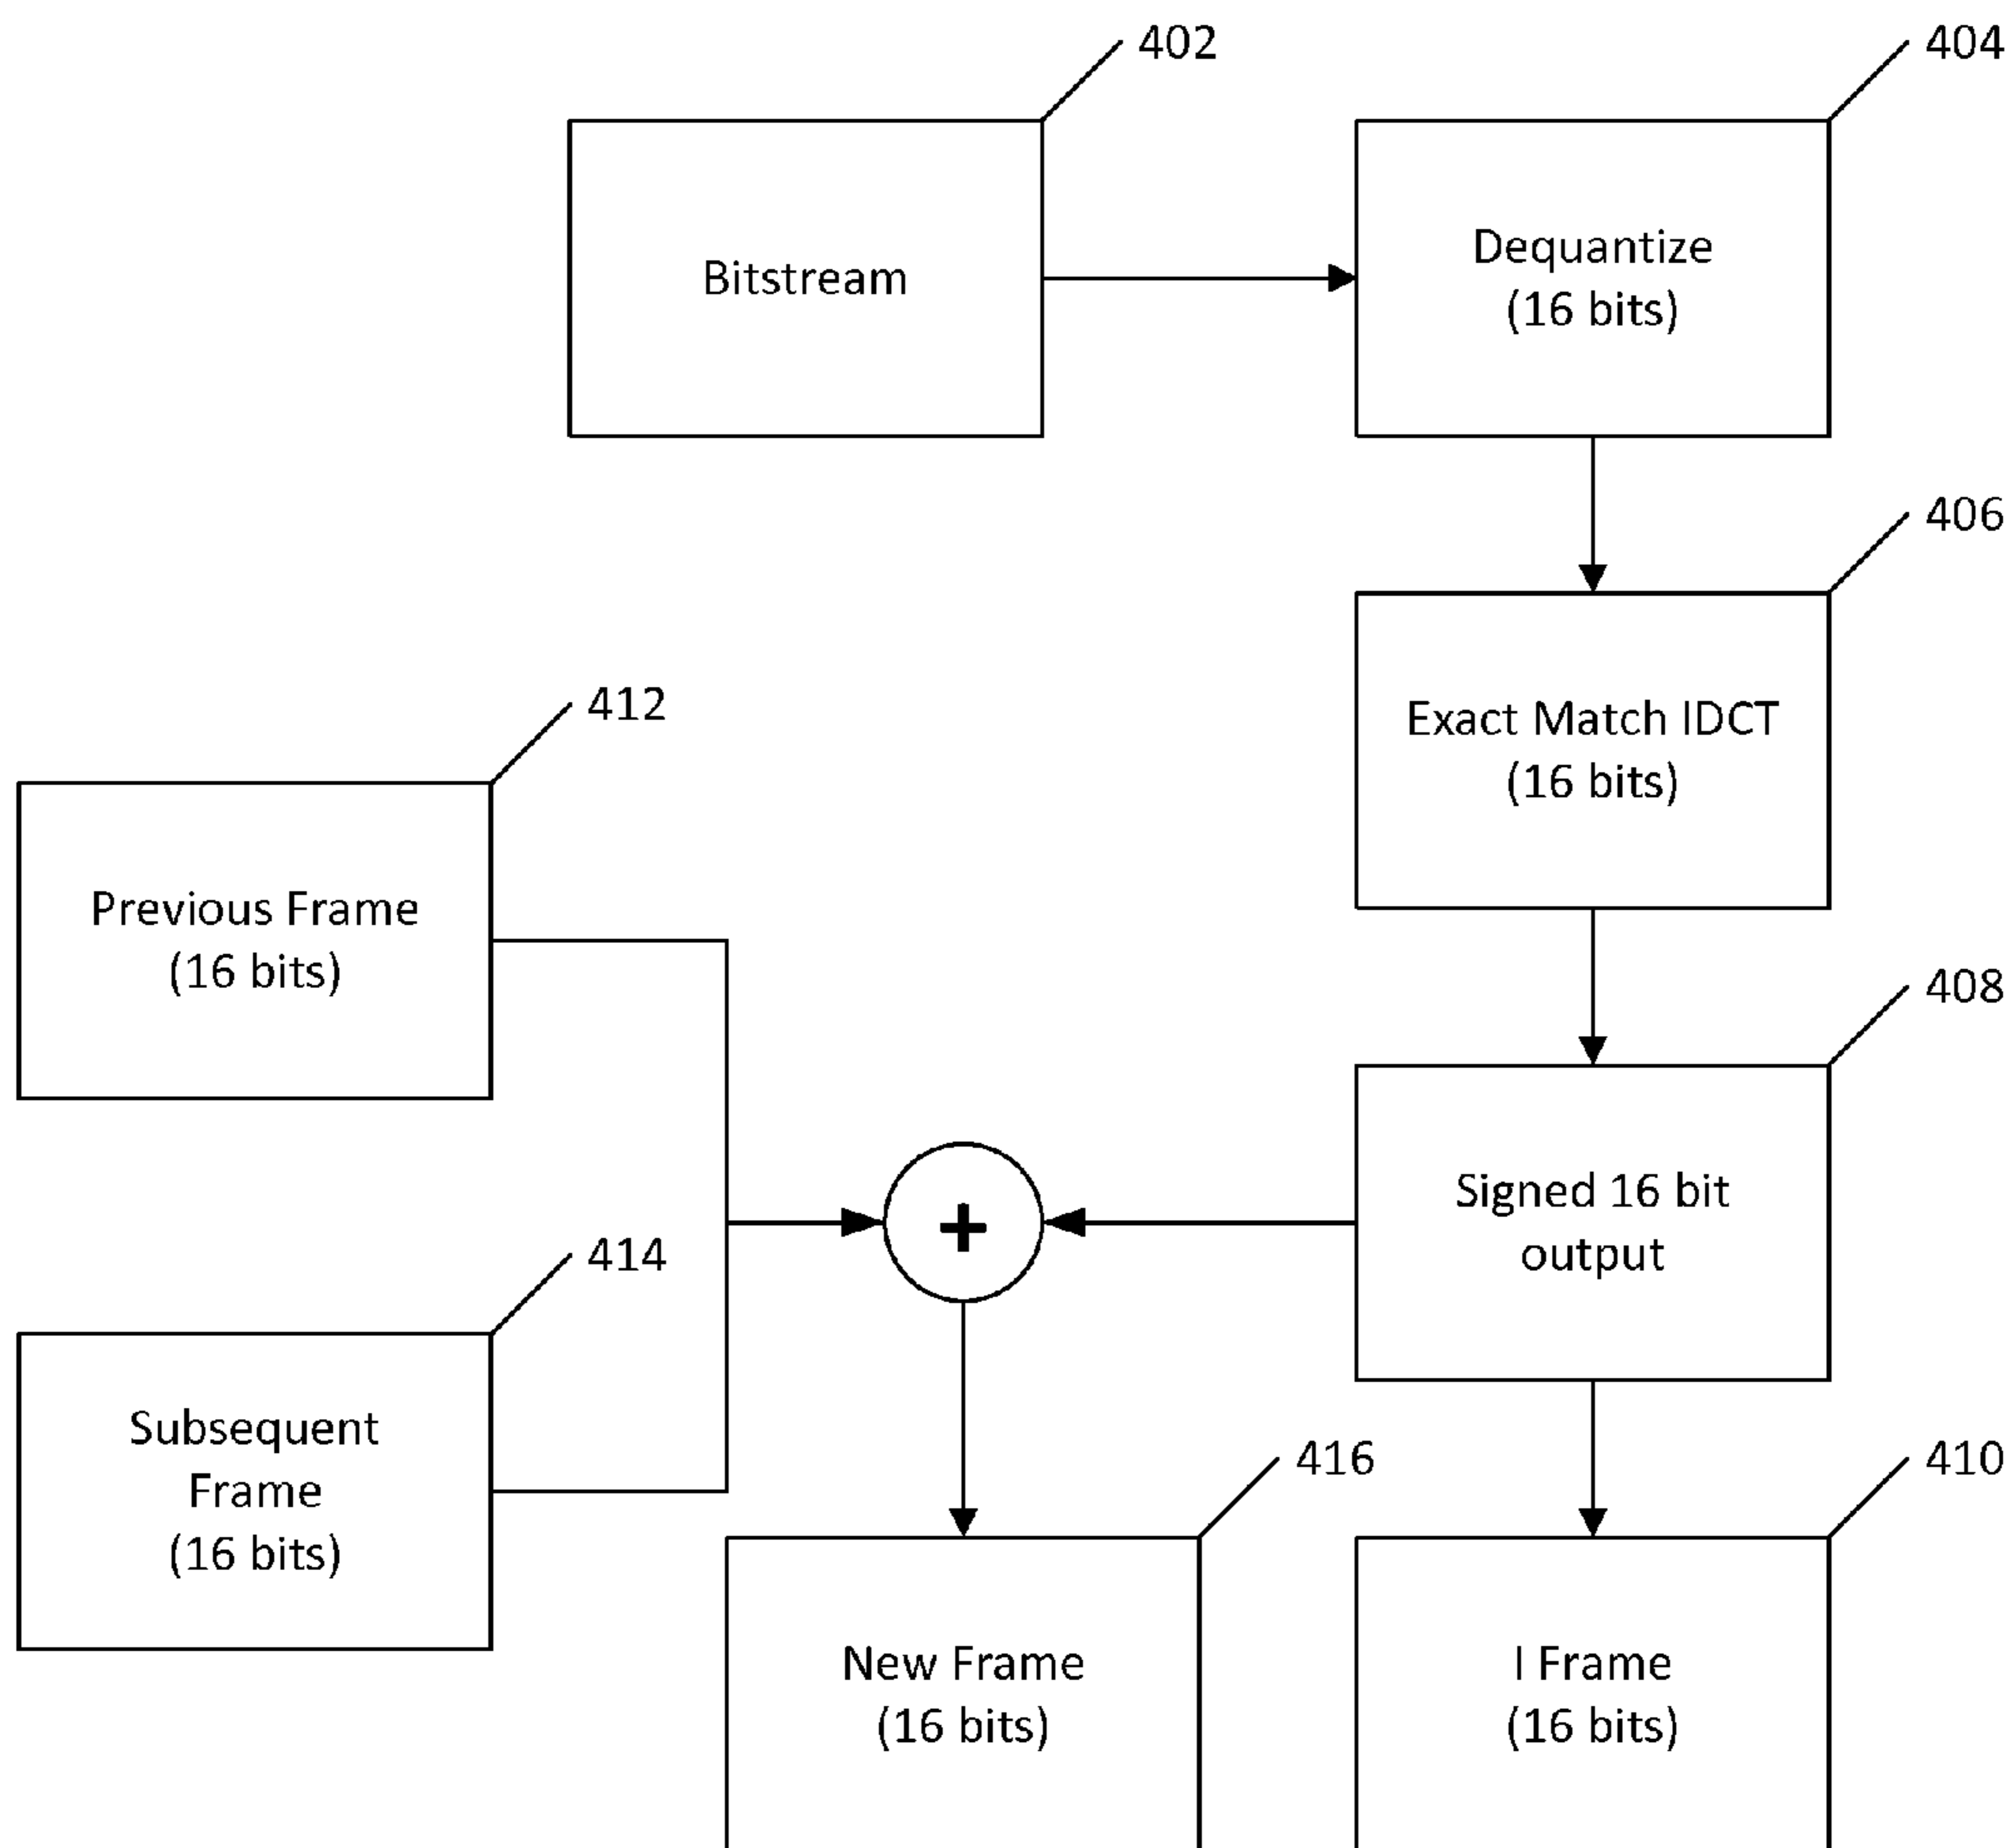 402
404
Bitstream
Dequantize
(16 bits)
406
Exact Match IDCT
(16 bits)
412
Previous Frame
(16 bits)
408
Signed 16 bit
output
+
414
Subsequent
Frame
(16 bits)
416
410
New Frame
(16 bits)
I Frame
(16 bits)